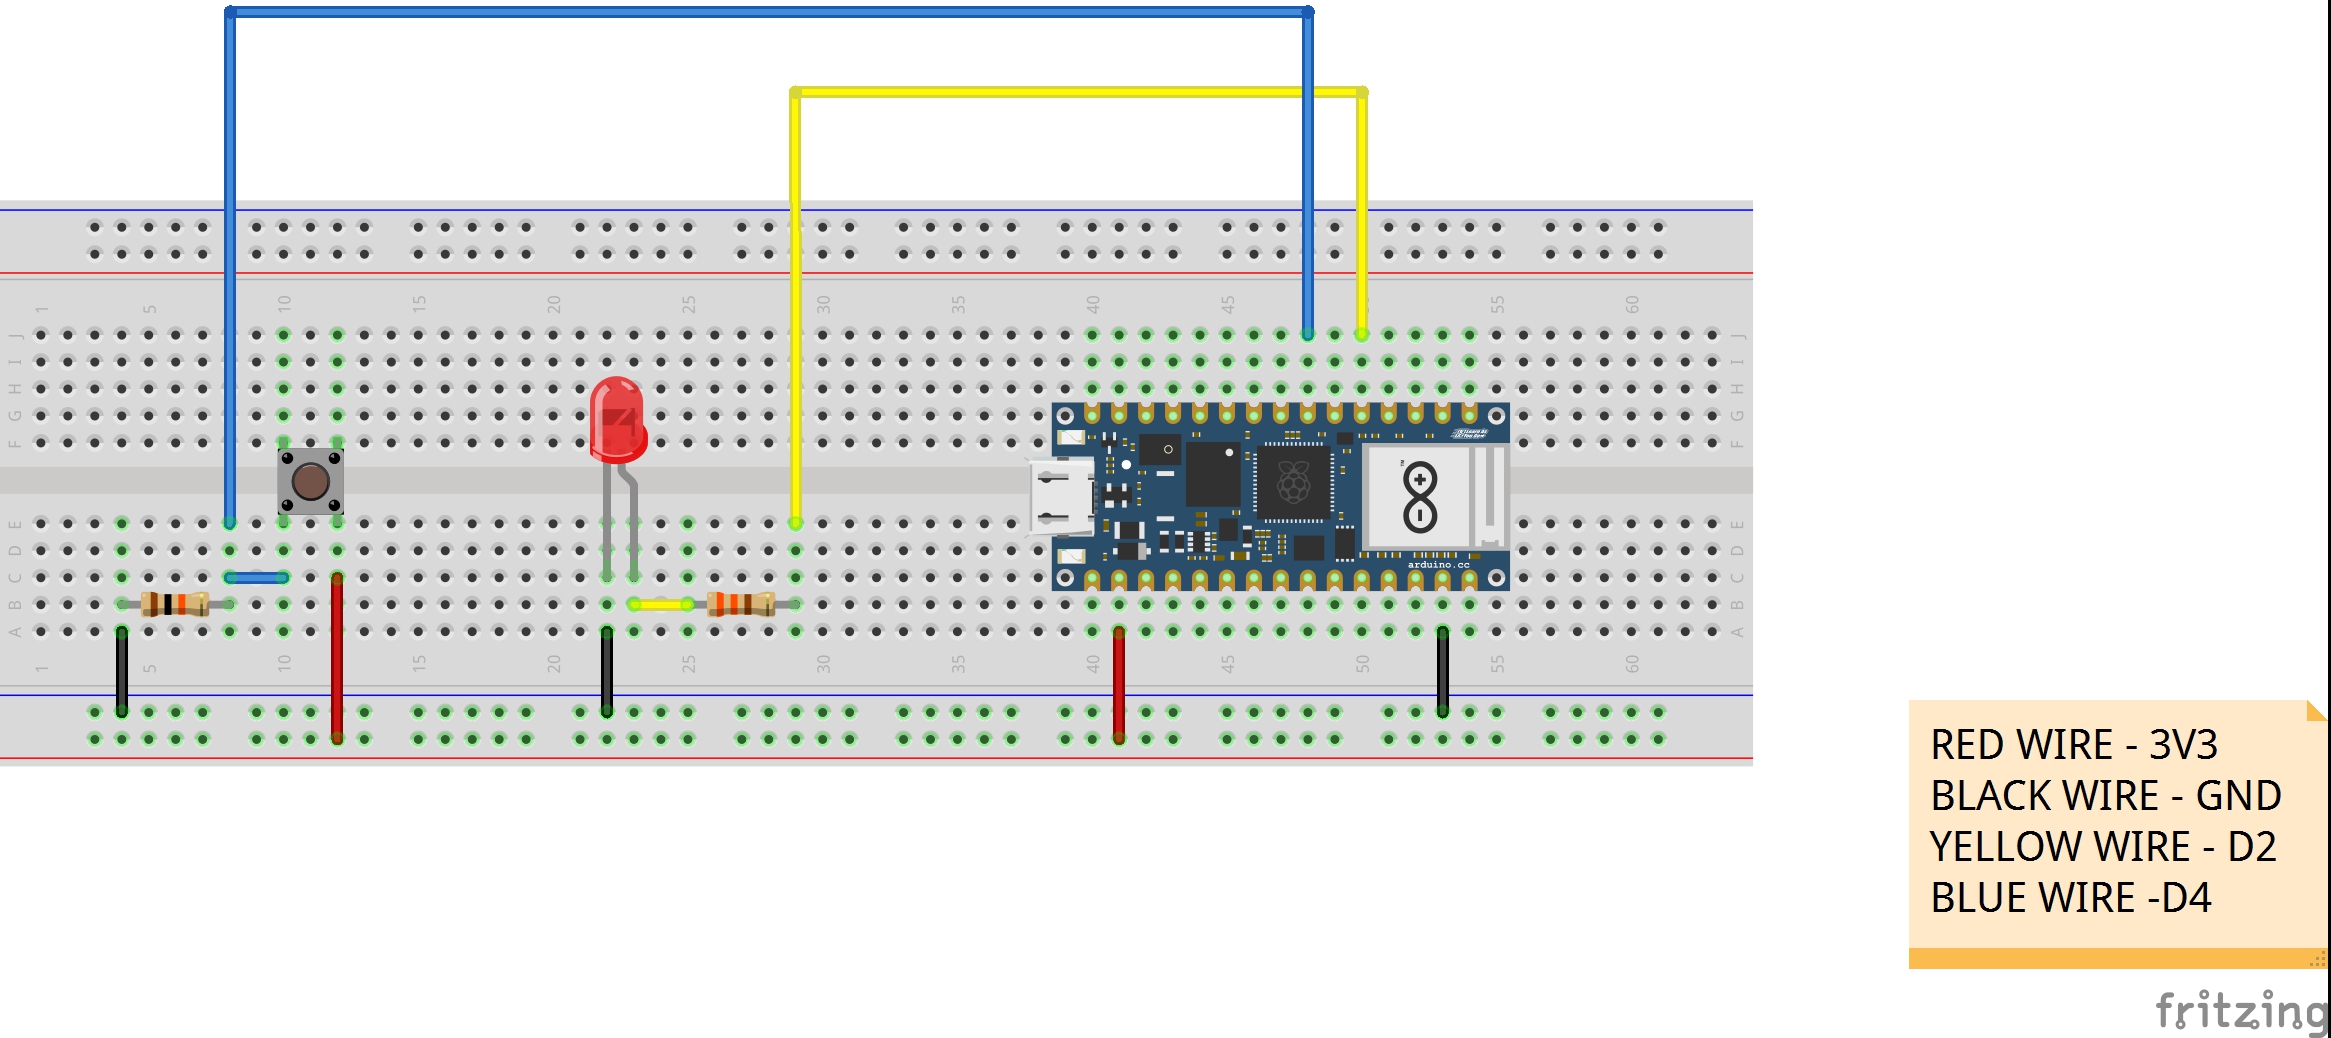 1 5 10 15 20 25 30 35 40 45 55 60
J J
I I
H H
G G
F F
E E
D D
C C
B B
A A
arduino.cc
1 5 10 15 20 25 30 35 40 45 50 55 60
RED WIRE - 3V3
BLACK WIRE - GND
YELLOW WIRE - D2
BLUE WIRE -D4
fritzing